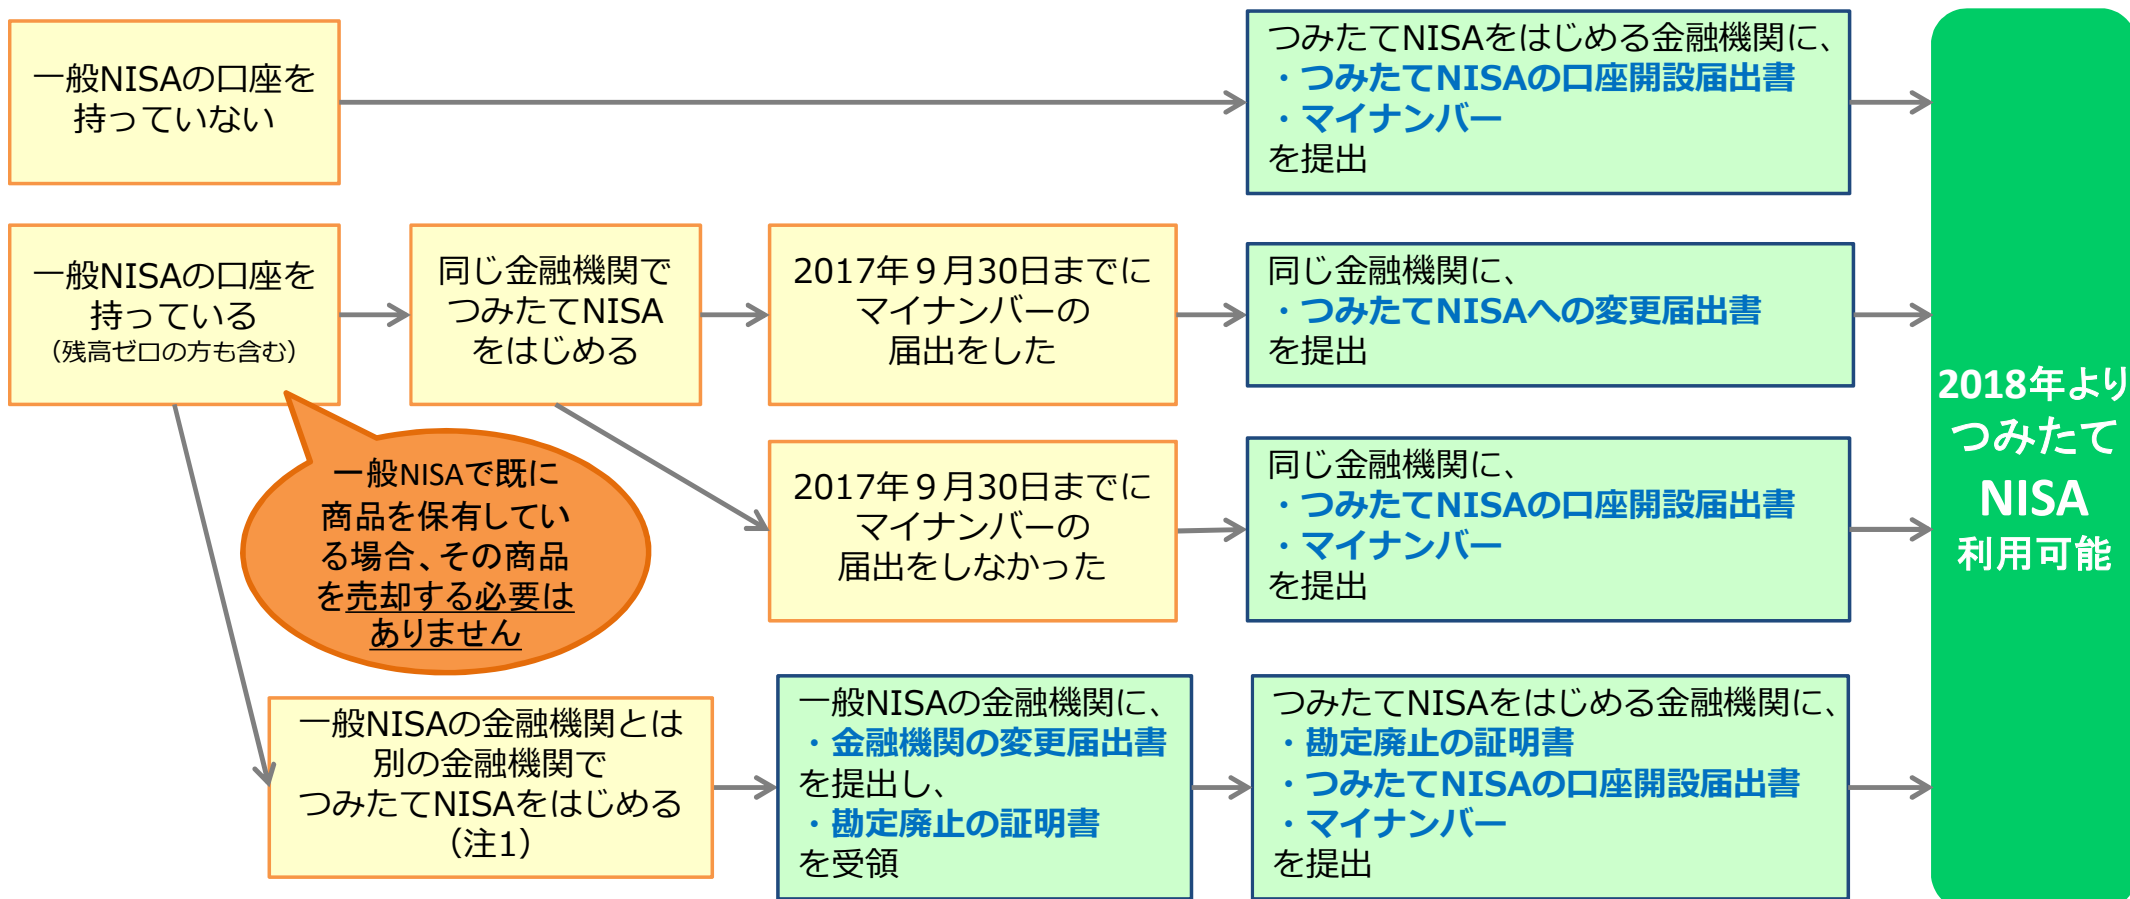 一般NISAの口座を
持っていない
つみたてNISAをはじめる金融機関に、
・つみたてNISAの口座開設届出書
・マイナンバー
を提出
一般NISAの口座を
持っている
（残高ゼロの方も含む）
同じ金融機関で
つみたてNISA
をはじめる
2017年９月30日までに
マイナンバーの
届出をした
同じ金融機関に、
・つみたてNISAへの変更届出書
を提出
一般NISAで既に
商品を保有してい
る場合、その商品
を売却する必要は
ありません
2017年９月30日までに
マイナンバーの
届出をしなかった
同じ金融機関に、
・つみたてNISAの口座開設届出書
・マイナンバー
を提出
一般NISAの金融機関とは
別の金融機関で
つみたてNISAをはじめる
（注1）
一般NISAの金融機関に、
・金融機関の変更届出書
を提出し、
・勘定廃止の証明書
を受領
つみたてNISAをはじめる金融機関に、
・勘定廃止の証明書
・つみたてNISAの口座開設届出書
・マイナンバー
を提出
2018年より
つみたて
NISA
利用可能